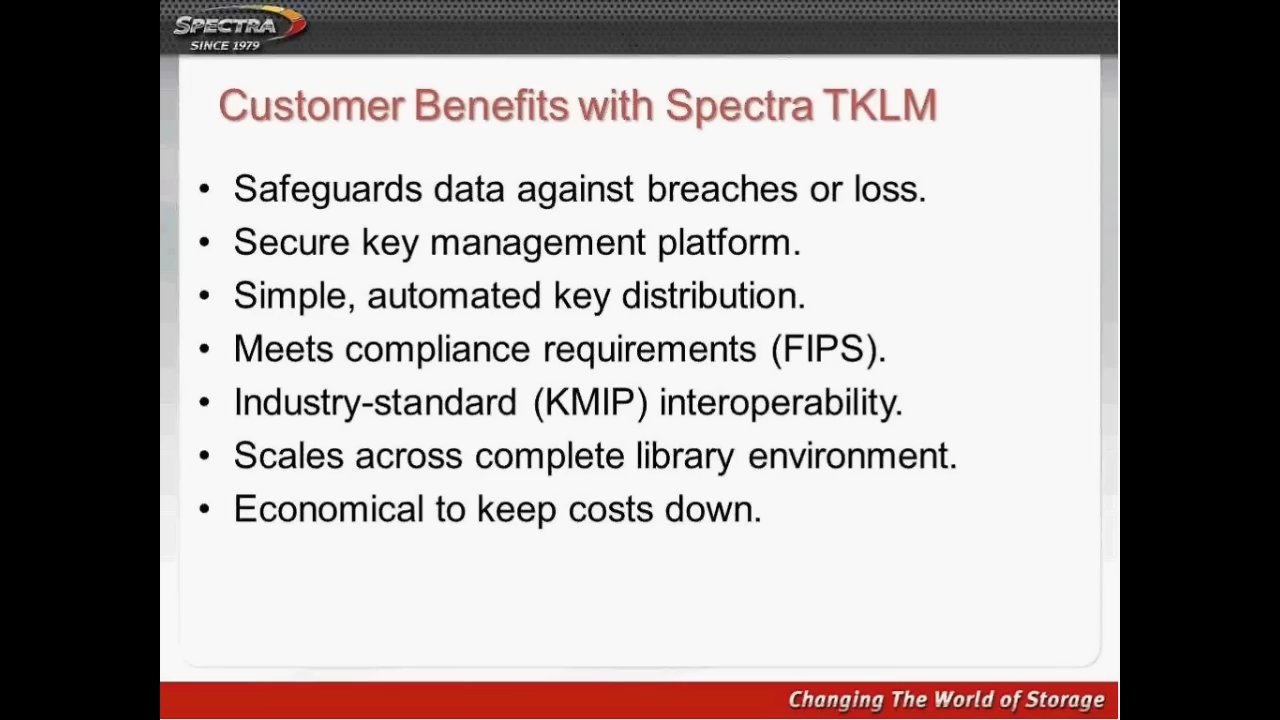 SPECTRA
SINCE 1979
Customer Benefits with Spectra TKLM
• Safeguards data against breaches or loss.
• Secure key management platform.
• Simple, automated key distribution.
• Meets compliance requirements (FIPS).
• Industry-standard (KMIP) interoperability.
• Scales across complete library environment.
• Economical to keep costs down.
Changing The World of Storage